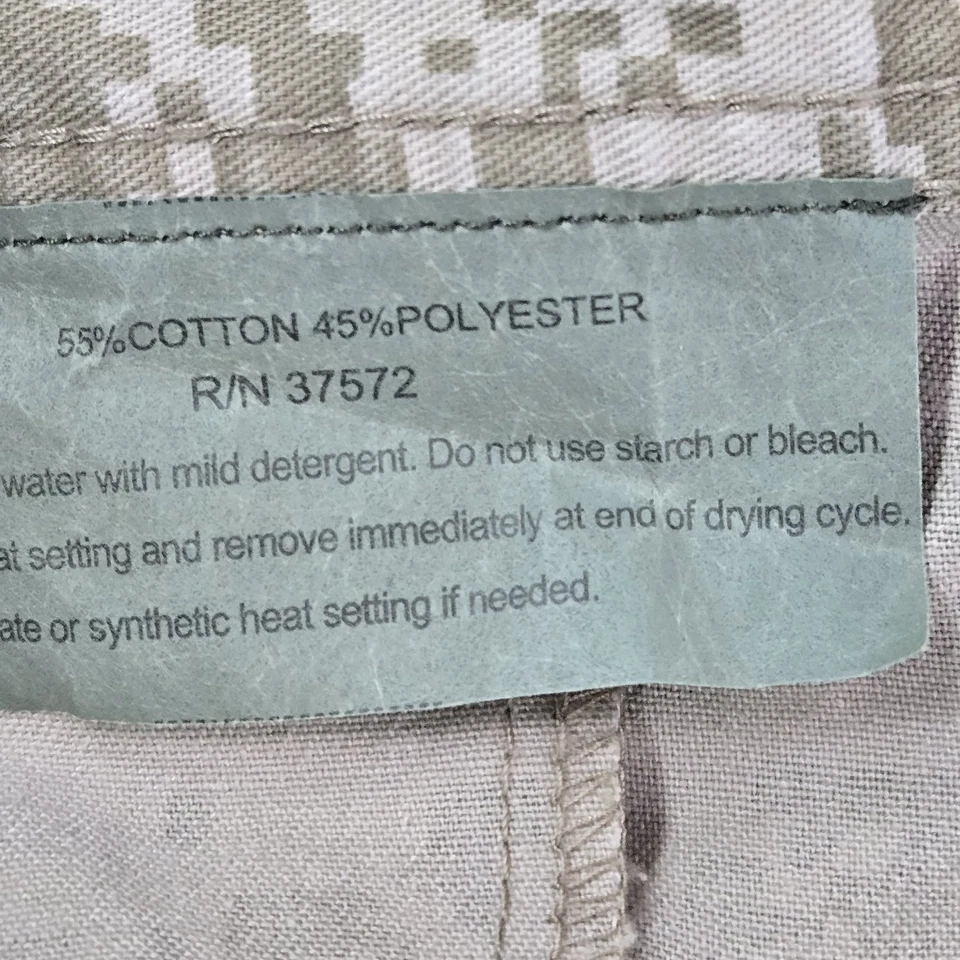 55%COTTON 45%POLYESTER
R/N 37572
water with mild detergent. Do not use starch or bleach.
at setting and remove immediately at end of drying cycle.
ate or synthetic heat setting if needed.